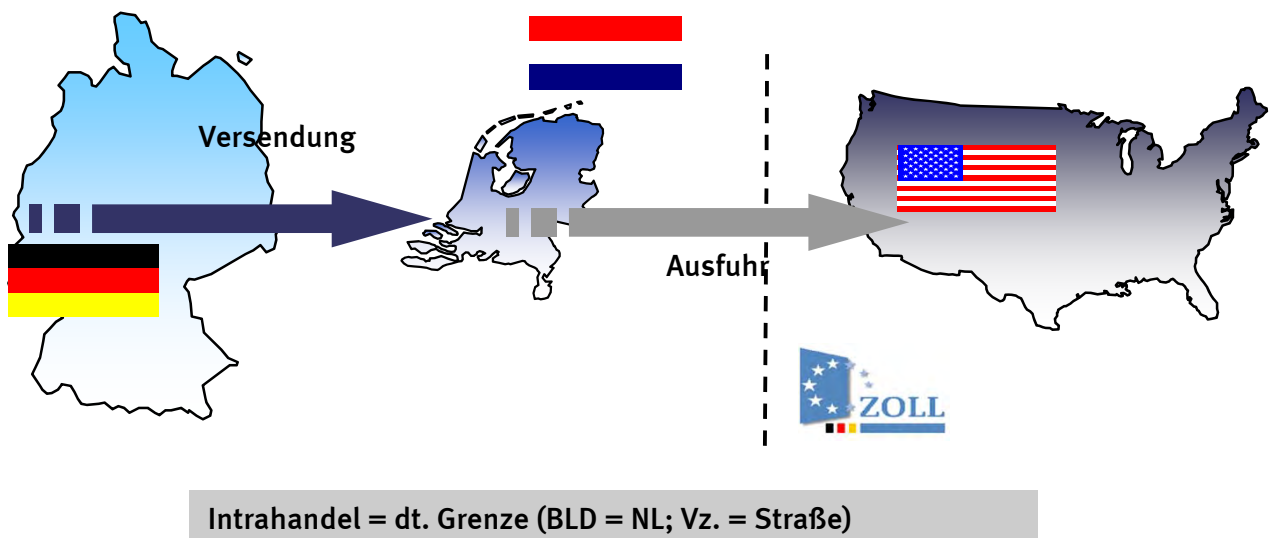 Versendung
Ausfuhr
ZOLL
Intrahandel = dt. Grenze (BLD = NL; Vz. = Straße)